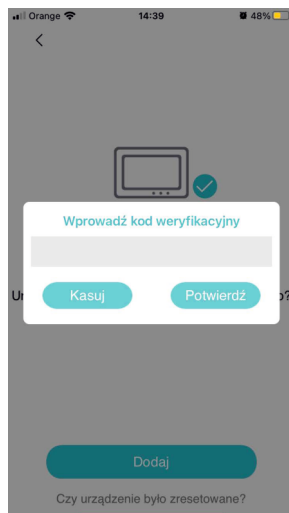 Orange 14:39 48%
Wprowadź kod weryfikacyjny
Kasuj Potwierdź
Dodaj
Czy urządzenie było zresetowane?